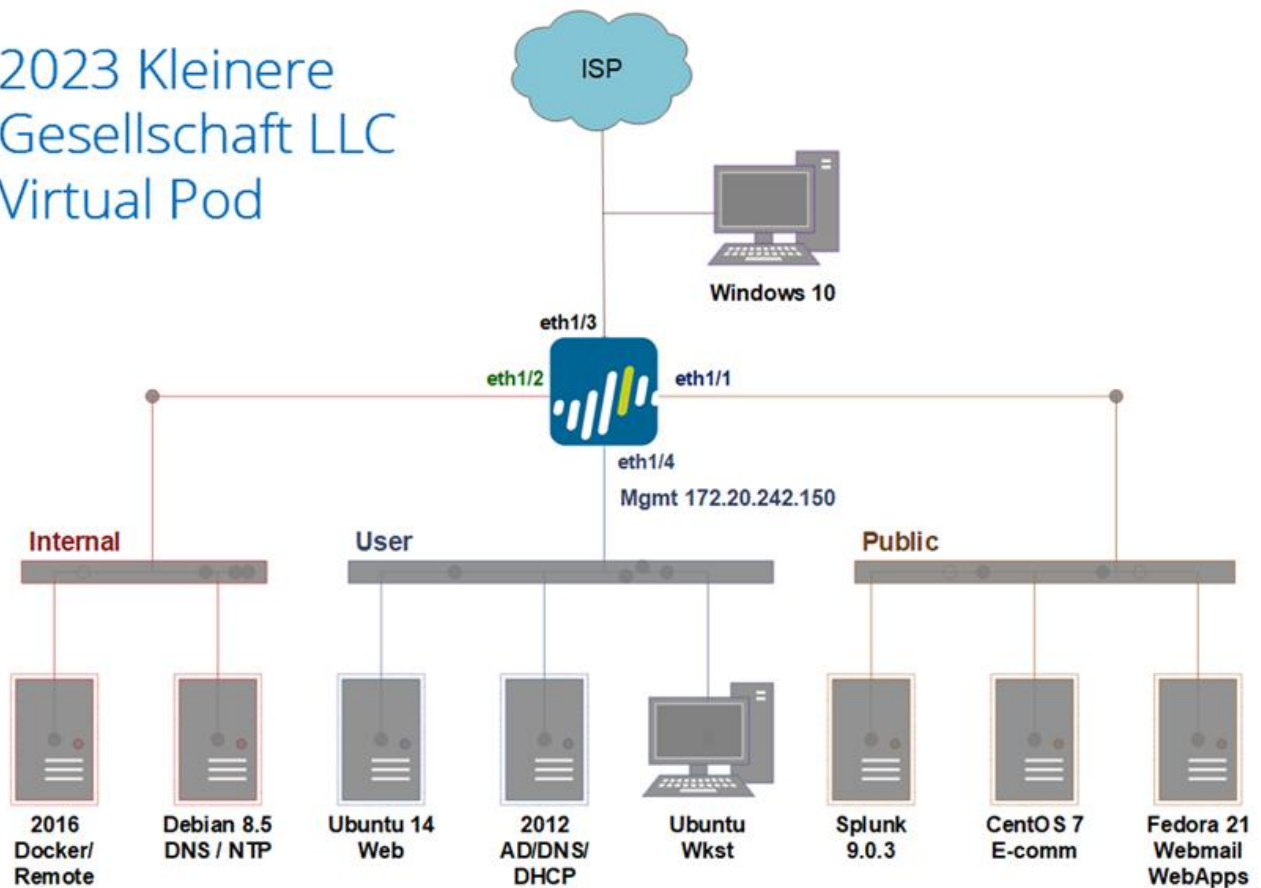 2023 Kleinere
Gesellschaft LLC
Virtual Pod
ISP
Windows 10
eth1/3
eth1/2
eth1/1
eth1/4
Mgmt 172.20.242.150
Internal
User
Public
2016
Docker/
Remote
Debian 8.5
DNS / NTP
Ubuntu 14
Web
2012
AD/DNS/
DHCP
Ubuntu
Wkst
Splunk
9.0.3
CentOS 7
E-comm
Fedora 21
Webmail
WebApps